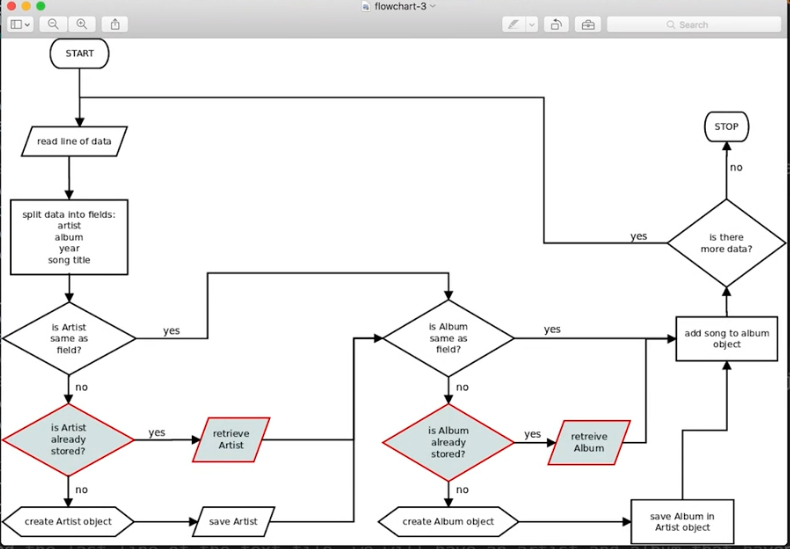 flowchart-3
Search
START
read line of data
split data into fields:
artist
album
year
song title
is Artist
same as
field?
yes
no
is Artist
already
stored?
yes
retrieve
Artist
no
create Artist object
save Artist
is Album
same as
field?
yes
no
is Album
already
stored?
yes
retreive
Album
no
create Album object
save Album in
Artist object
add song to album
object
is there
more data?
yes
no
STOP